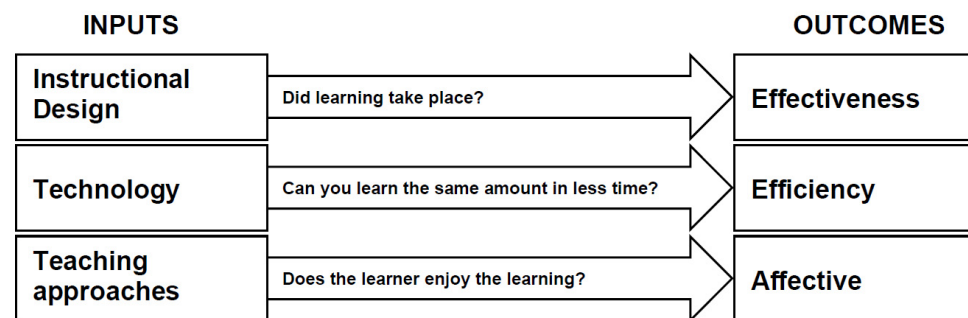 INPUTS
OUTCOMES
Instructional
Design
Did learning take place?
Effectiveness
Technology
Can you learn the same amount in less time?
Efficiency
Teaching
approaches
Does the learner enjoy the learning?
Affective